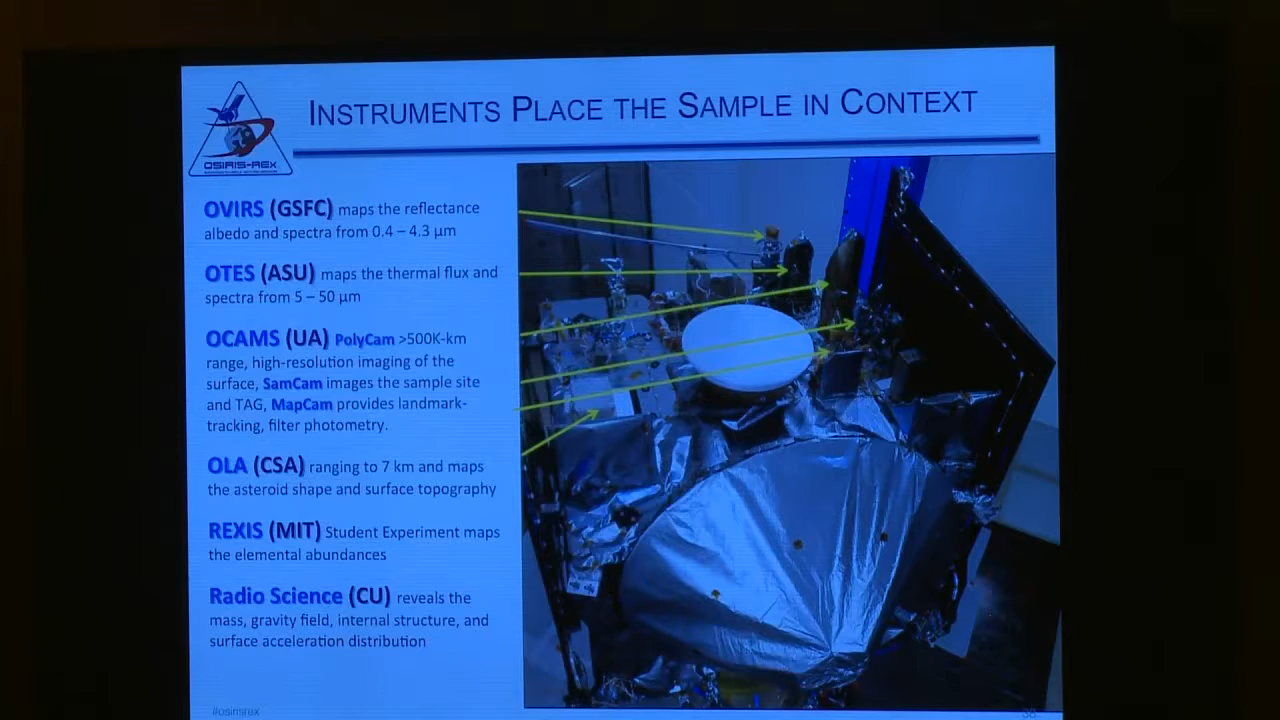 INSTRUMENTS PLACE THE SAMPLE IN CONTEXT
OSIRIS-REx
OVIRS (GSFC) maps the reflectance
albedo and spectra from 0.4 – 4.3 μm
OTES (ASU) maps the thermal flux and
spectra from 5 – 50 μm
OCAMS (UA) PolyCam >500K-km
range, high-resolution imaging of the
surface, SamCam images the sample site
and TAG, MapCam provides landmark-
tracking, filter photometry.
OLA (CSA) ranging to 7 km and maps
the asteroid shape and surface topography
REXIS (MIT) Student Experiment maps
the elemental abundances
Radio Science (CU) reveals the
mass, gravity field, internal structure, and
surface acceleration distribution
#osirisrex